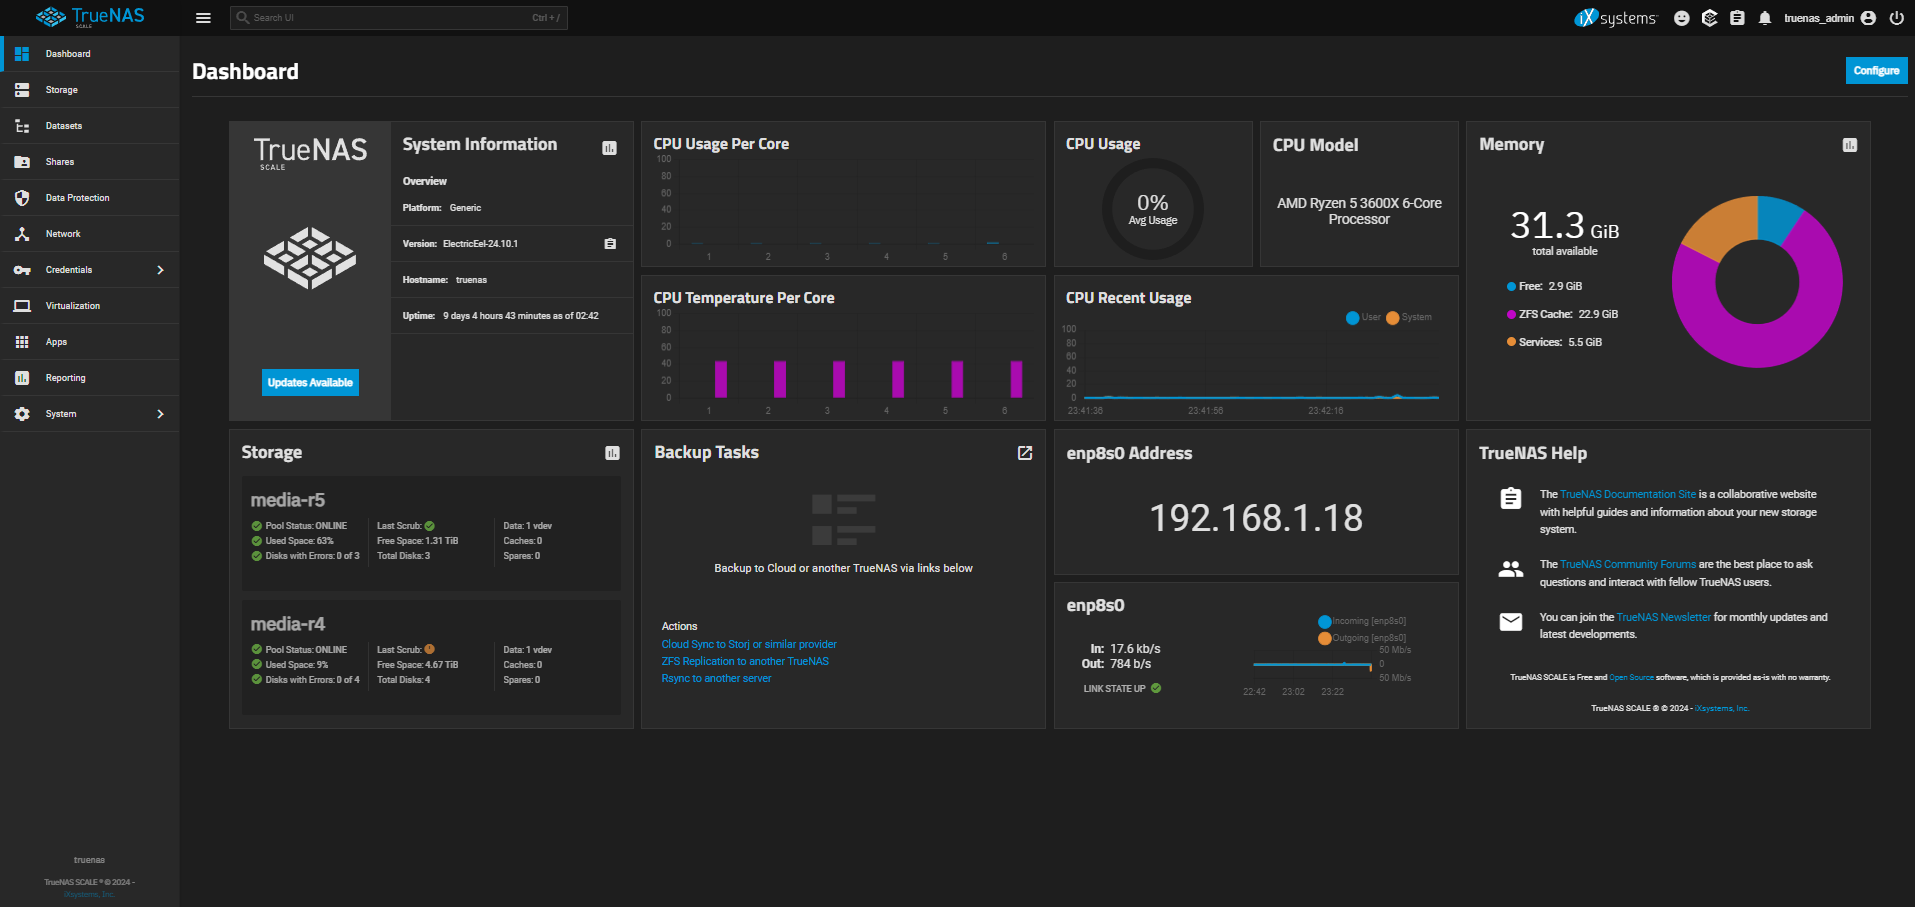 TrueNAS
SCALE
Search UI
Ctrl + /
iXsystems
truenas_admin
Dashboard
Storage
Datasets
Shares
Data Protection
Network
Credentials
Virtualization
Apps
Reporting
System
truenas
TrueNAS SCALE ® © 2024 -
iXsystems, Inc.
Dashboard
Configure
TrueNAS
SCALE
Updates Available
System Information
Overview
Platform: Generic
Version: ElectricEel-24.10.1
Hostname: truenas
Uptime: 9 days 4 hours 43 minutes as of 02:42
CPU Usage Per Core
100
80
60
40
20
0
1 2 3 4 5 6
CPU Usage
0%
Avg Usage
CPU Model
AMD Ryzen 5 3600X 6-Core
Processor
Memory
31.3 GiB
total available
Free: 2.9 GiB
ZFS Cache: 22.9 GiB
Services: 5.5 GiB
CPU Temperature Per Core
100
80
60
40
20
0
1 2 3 4 5 6
CPU Recent Usage
User System
100
80
60
40
20
0
23:41:36 23:41:56 23:42:16
Storage
media-r5
Pool Status: ONLINE
Used Space: 63%
Disks with Errors: 0 of 3
Last Scrub:
Free Space: 1.31 TiB
Total Disks: 3
Data: 1 vdev
Caches: 0
Spares: 0
media-r4
Pool Status: ONLINE
Used Space: 9%
Disks with Errors: 0 of 4
Last Scrub:
Free Space: 4.67 TiB
Total Disks: 4
Data: 1 vdev
Caches: 0
Spares: 0
Backup Tasks
Backup to Cloud or another TrueNAS via links below
Actions
Cloud Sync to Storj or similar provider
ZFS Replication to another TrueNAS
Rsync to another server
enp8s0 Address
192.168.1.18
enp8s0
In: 17.6 kb/s
Out: 784 b/s
LINK STATE UP
Incoming [enp8s0]
Outgoing [enp8s0]
50 Mb/s
0
50 Mb/s
22:42 23:02 23:22
TrueNAS Help
The TrueNAS Documentation Site is a collaborative website
with helpful guides and information about your new storage
system.
The TrueNAS Community Forums are the best place to ask
questions and interact with fellow TrueNAS users.
You can join the TrueNAS Newsletter for monthly updates and
latest developments.
TrueNAS SCALE is Free and Open Source software, which is provided as-is with no warranty.
TrueNAS SCALE ® © 2024 - iXsystems, Inc.